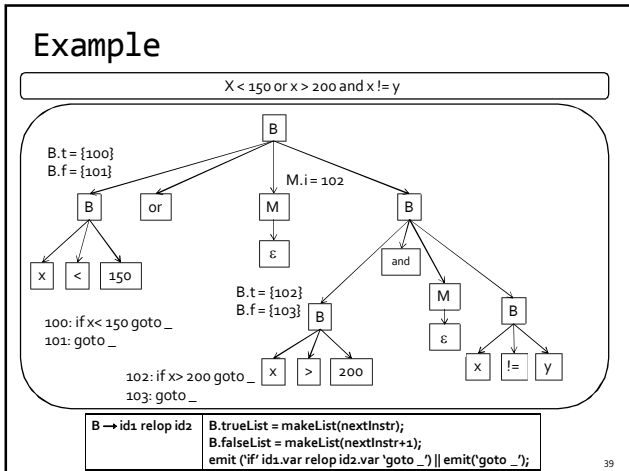 Example
X < 150 or x > 200 and x != y
B
B.t = {100}
B.f = {101}
M.i = 102
B
or
M
B
ε
x
<
150
and
B.t = {102}
B.f = {103}
B
M
B
ε
100: if x< 150 goto _
101: goto _
x
>
200
x
!=
y
102: if x> 200 goto _
103: goto _
B → id1 relop id2
B.trueList = makeList(nextInstr);
B.falseList = makeList(nextInstr+1);
emit ('if' id1.var relop id2.var 'goto _') || emit('goto _');
39